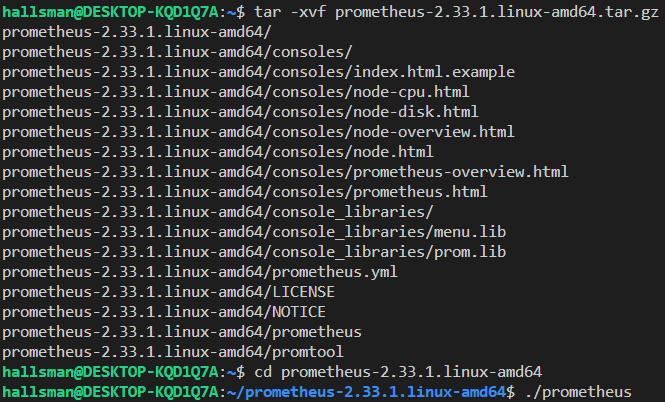 hallsman@DESKTOP-KQD1Q7A:~$ tar -xvf prometheus-2.33.1.linux-amd64.tar.gz
prometheus-2.33.1.linux-amd64/
prometheus-2.33.1.linux-amd64/consoles/
prometheus-2.33.1.linux-amd64/consoles/index.html.example
prometheus-2.33.1.linux-amd64/consoles/node-cpu.html
prometheus-2.33.1.linux-amd64/consoles/node-disk.html
prometheus-2.33.1.linux-amd64/consoles/node-overview.html
prometheus-2.33.1.linux-amd64/consoles/node.html
prometheus-2.33.1.linux-amd64/consoles/prometheus-overview.html
prometheus-2.33.1.linux-amd64/consoles/prometheus.html
prometheus-2.33.1.linux-amd64/console_libraries/
prometheus-2.33.1.linux-amd64/console_libraries/menu.lib
prometheus-2.33.1.linux-amd64/console_libraries/prom.lib
prometheus-2.33.1.linux-amd64/prometheus.yml
prometheus-2.33.1.linux-amd64/LICENSE
prometheus-2.33.1.linux-amd64/NOTICE
prometheus-2.33.1.linux-amd64/prometheus
prometheus-2.33.1.linux-amd64/promtool
hallsman@DESKTOP-KQD1Q7A:~$ cd prometheus-2.33.1.linux-amd64
hallsman@DESKTOP-KQD1Q7A:~/prometheus-2.33.1.linux-amd64$ ./prometheus